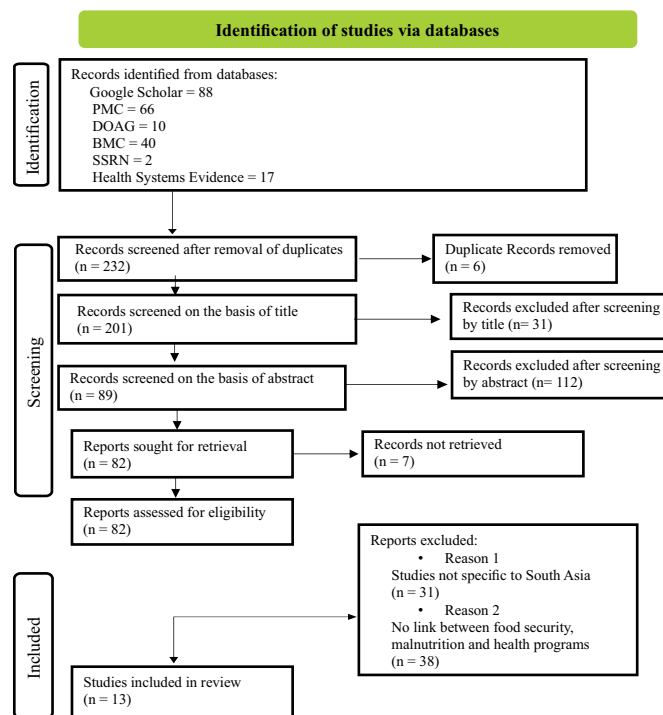 Identification of studies via databases
Identification
Records identified from databases:
Google Scholar = 88
PMC = 66
DOAG = 10
BMC = 40
SSRN = 2
Health Systems Evidence = 17
Screening
Records screened after removal of duplicates
(n = 232)
Duplicate Records removed
(n = 6)
Records screened on the basis of title
(n = 201)
Records excluded after screening
by title (n= 31)
Records screened on the basis of abstract
(n = 89)
Records excluded after screening
by abstract (n= 112)
Reports sought for retrieval
(n = 82)
Records not retrieved
(n = 7)
Reports assessed for eligibility
(n = 82)
Reports excluded:
• Reason 1
Studies not specific to South Asia
(n = 31)
• Reason 2
No link between food security,
malnutrition and health programs
(n = 38)
Included
Studies included in review
(n = 13)